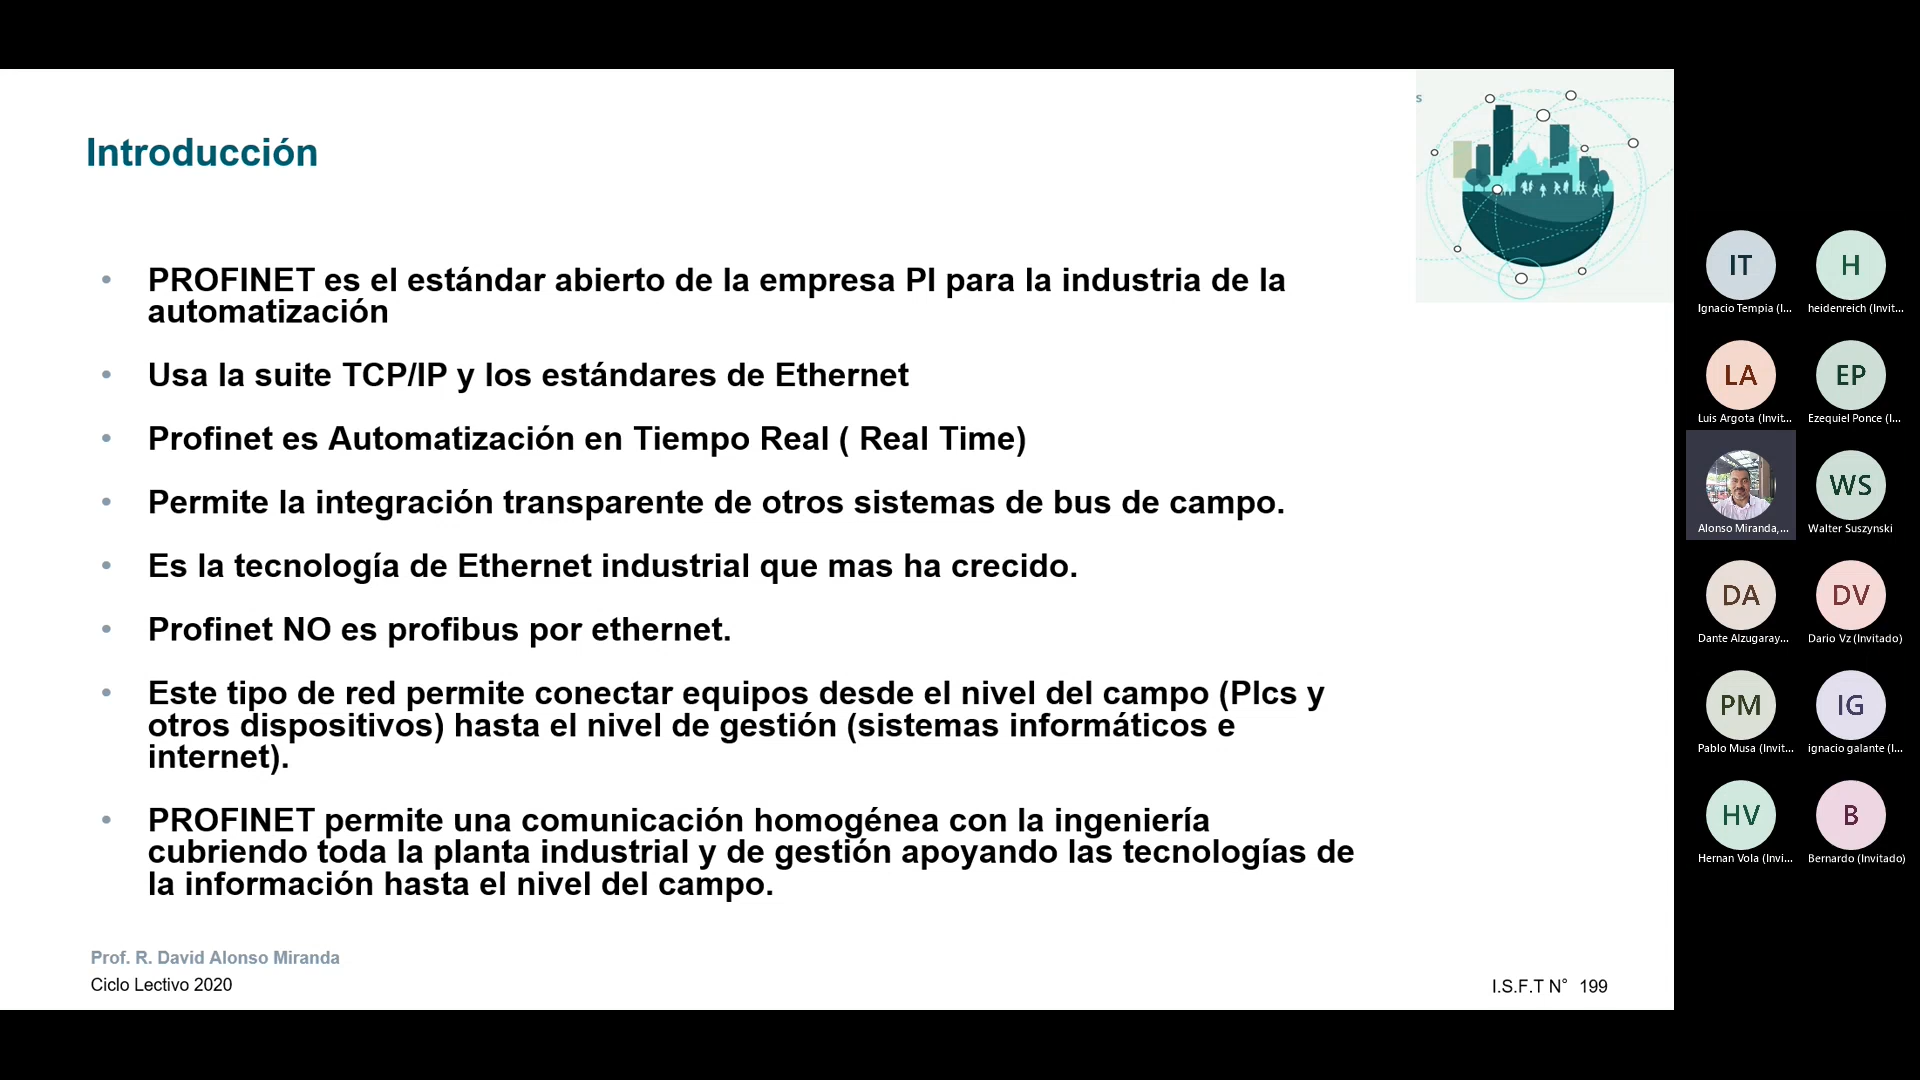 s
Introducción
• PROFINET es el estándar abierto de la empresa PI para la industria de la
automatización
• Usa la suite TCP/IP y los estándares de Ethernet
• Profinet es Automatización en Tiempo Real ( Real Time)
• Permite la integración transparente de otros sistemas de bus de campo.
• Es la tecnología de Ethernet industrial que mas ha crecido.
• Profinet NO es profibus por ethernet.
• Este tipo de red permite conectar equipos desde el nivel del campo (Plcs y
otros dispositivos) hasta el nivel de gestión (sistemas informáticos e
internet).
• PROFINET permite una comunicación homogénea con la ingeniería
cubriendo toda la planta industrial y de gestión apoyando las tecnologías de
la información hasta el nivel del campo.
Prof. R. David Alonso Miranda
Ciclo Lectivo 2020
I.S.F.T N° 199
IT
H
Ignacio Tempia (I...
heidenreich (Invit...
LA
EP
Luis Argota (Invit...
Ezequiel Ponce (I...
WS
Alonso Miranda,...
Walter Suszynski
DA
DV
Dante Alzugaray...
Dario Vz (Invitado)
PM
IG
Pablo Musa (Invit...
ignacio galante (I...
HV
B
Hernan Vola (Invi...
Bernardo (Invitado)